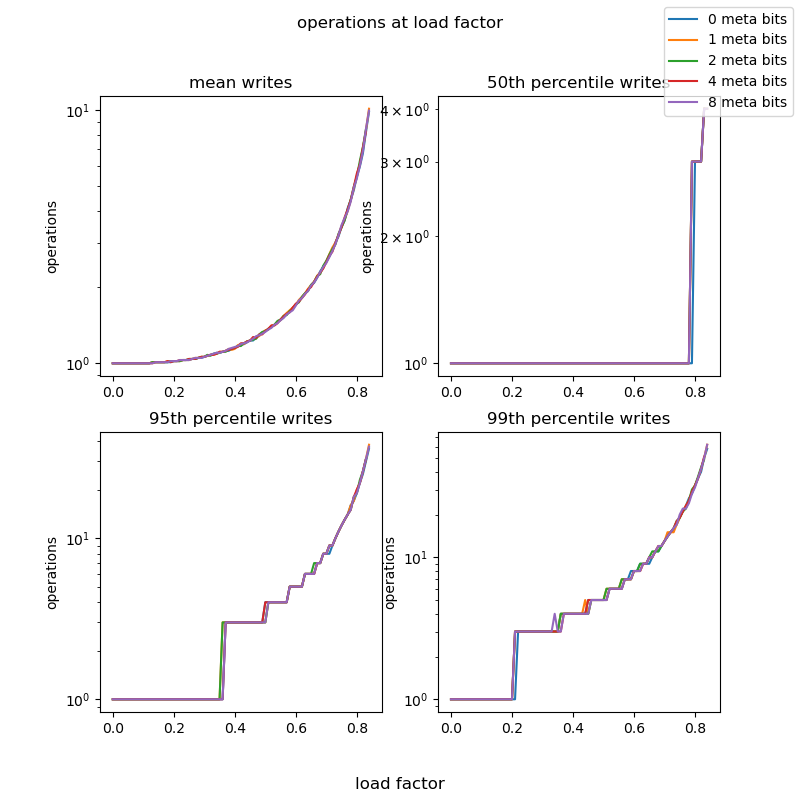 operations at load factor
0 meta bits
1 meta bits
2 meta bits
4 meta bits
8 meta bits
mean writes
10¹
10⁰
operations
0.0 0.2 0.4 0.6 0.8
50th percentile writes
4 × 10⁰
3 × 10⁰
2 × 10⁰
10⁰
operations
0.0 0.2 0.4 0.6 0.8
95th percentile writes
10¹
10⁰
operations
0.0 0.2 0.4 0.6 0.8
99th percentile writes
10¹
10⁰
operations
0.0 0.2 0.4 0.6 0.8
load factor